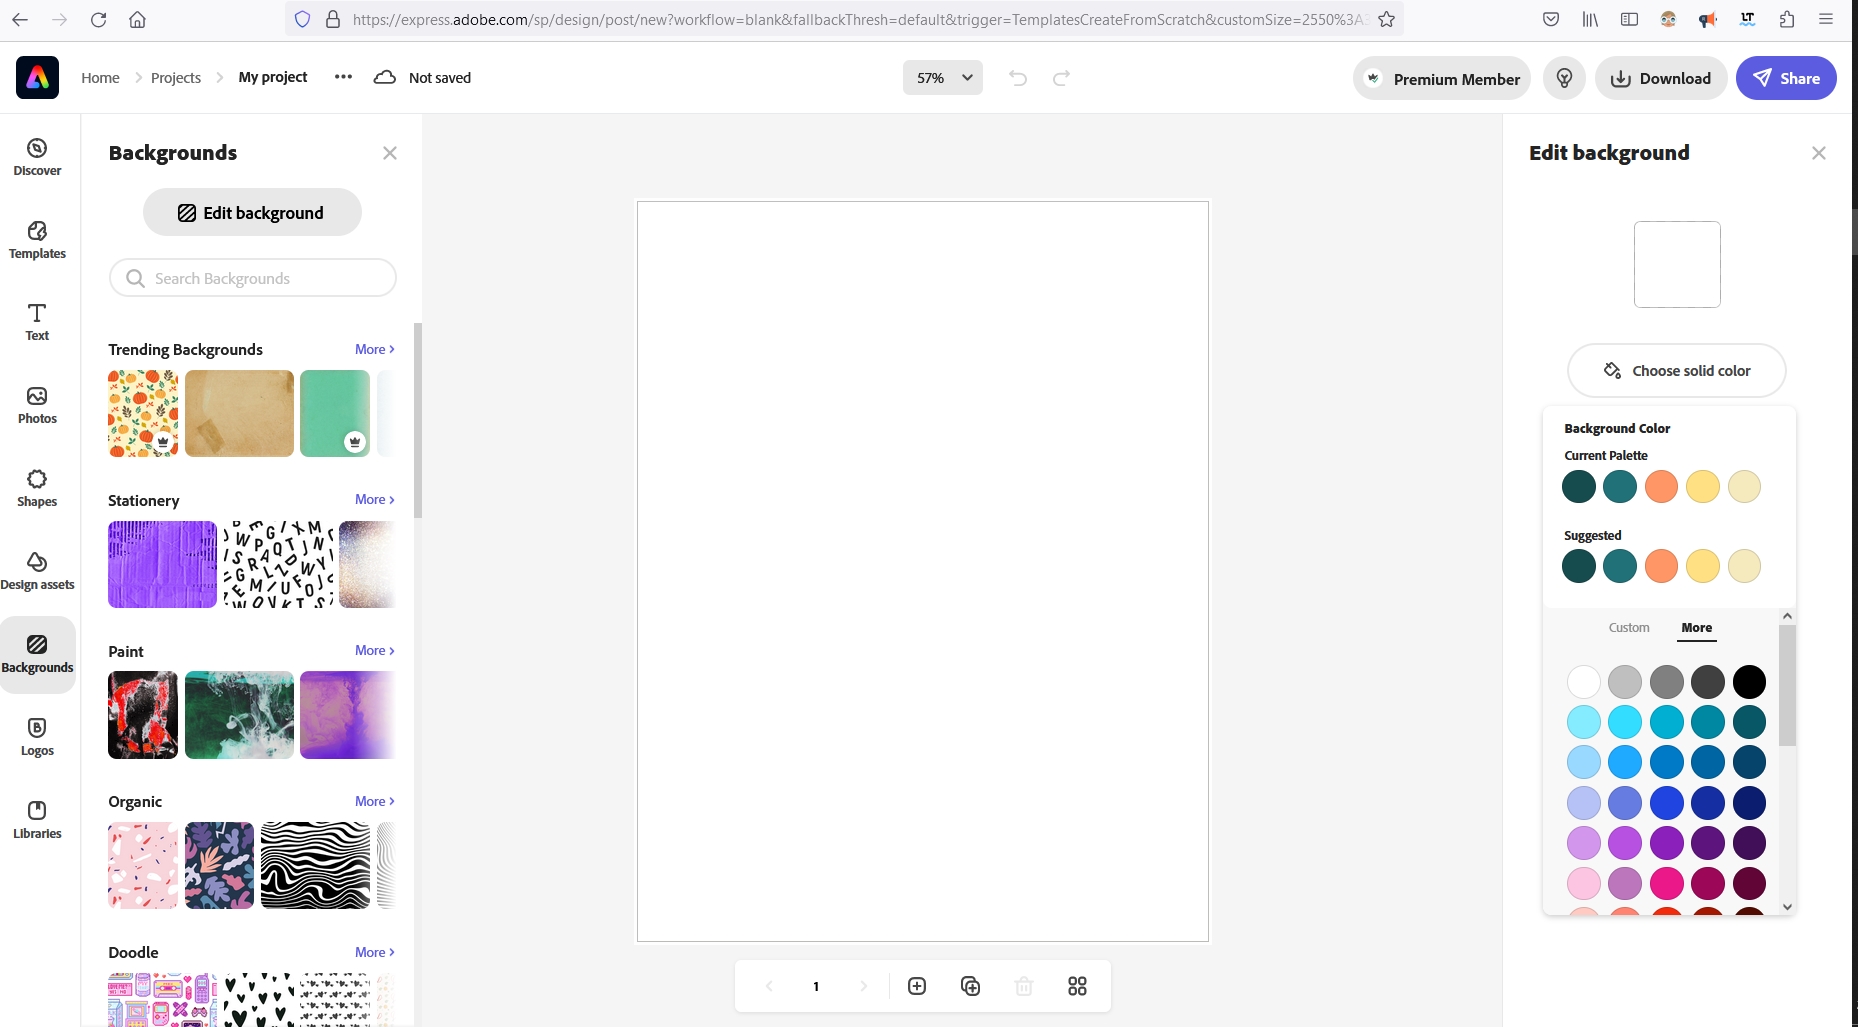 https://express.adobe.com/sp/design/post/new?workflow=blank&fallbackThresh=default&trigger=TemplatesCreateFromScratch&customSize=2550%3A3
Home
Projects
My project
Not saved
57%
Premium Member
Download
Share
Discover
Templates
Text
Photos
Shapes
Design assets
Backgrounds
Logos
Libraries
Backgrounds
Edit background
Search Backgrounds
Trending Backgrounds
More
Stationery
More
Paint
More
Organic
More
Doodle
More
1
Edit background
Choose solid color
Background Color
Current Palette
Suggested
Custom
More